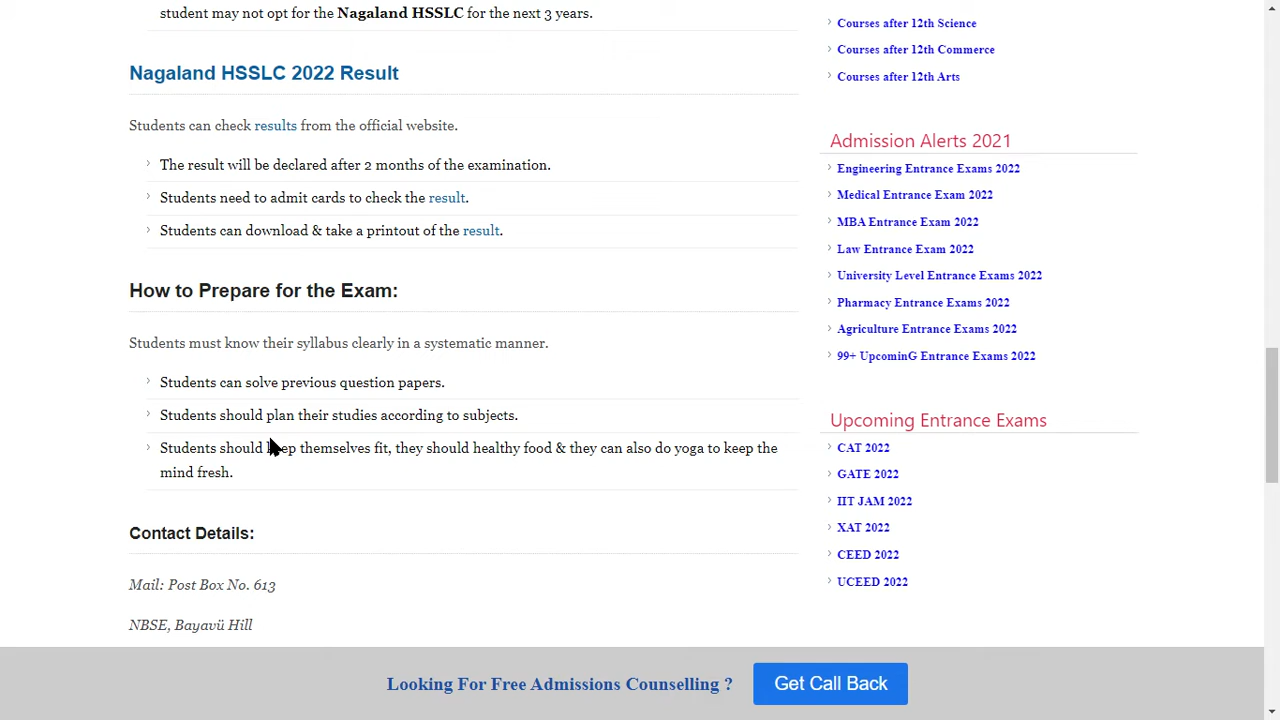 student may not opt for the Nagaland HSSLC for the next 3 years.
Nagaland HSSLC 2022 Result
Students can check results from the official website.
The result will be declared after 2 months of the examination.
Students need to admit cards to check the result.
Students can download & take a printout of the result.
How to Prepare for the Exam:
Students must know their syllabus clearly in a systematic manner.
Students can solve previous question papers.
Students should plan their studies according to subjects.
Students should keep themselves fit, they should healthy food & they can also do yoga to keep the
mind fresh.
Contact Details:
Mail: Post Box No. 613
NBSE, Bayavü Hill
Courses after 12th Science
Courses after 12th Commerce
Courses after 12th Arts
Admission Alerts 2021
Engineering Entrance Exams 2022
Medical Entrance Exam 2022
MBA Entrance Exam 2022
Law Entrance Exam 2022
University Level Entrance Exams 2022
Pharmacy Entrance Exams 2022
Agriculture Entrance Exams 2022
99+ UpcominG Entrance Exams 2022
Upcoming Entrance Exams
CAT 2022
GATE 2022
IIT JAM 2022
XAT 2022
CEED 2022
UCEED 2022
Looking For Free Admissions Counselling ?
Get Call Back